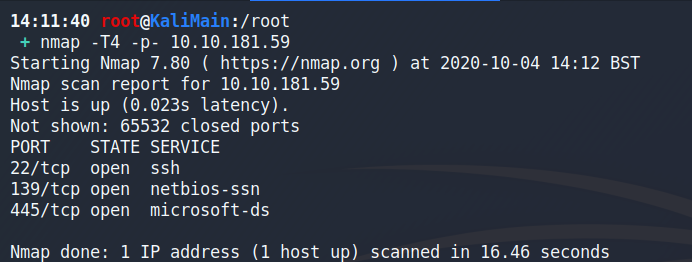 14:11:40 root@KaliMain:/root
+ nmap -T4 -p- 10.10.181.59
Starting Nmap 7.80 ( https://nmap.org ) at 2020-10-04 14:12 BST
Nmap scan report for 10.10.181.59
Host is up (0.023s latency).
Not shown: 65532 closed ports
PORT    STATE SERVICE
22/tcp  open  ssh
139/tcp open  netbios-ssn
445/tcp open  microsoft-ds

Nmap done: 1 IP address (1 host up) scanned in 16.46 seconds